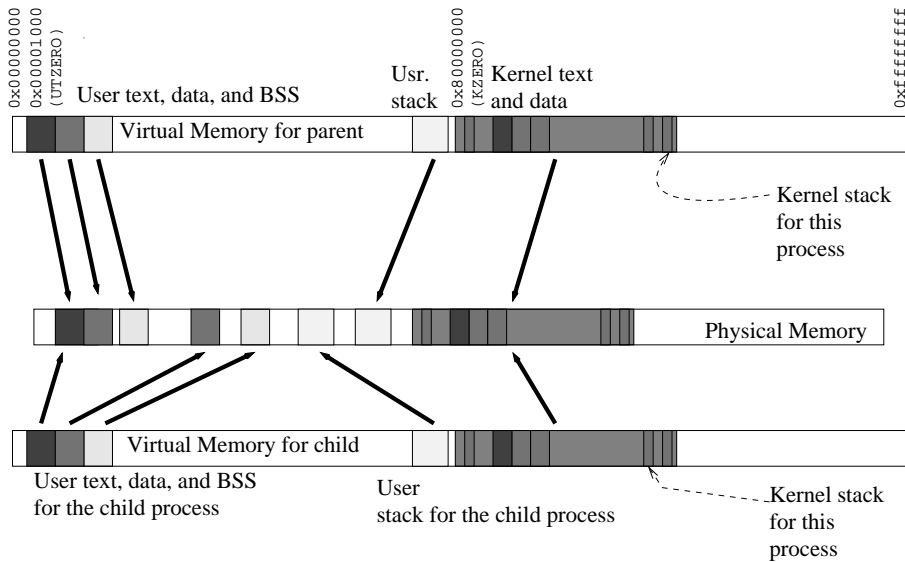 0x00000000
0x00001000
(UTZERO)
User text, data, and BSS
Usr.
stack
0x80000000
(KZERO)
Kernel text
and data
0xffffffff
Virtual Memory for parent
Kernel stack
for this
process
Physical Memory
Virtual Memory for child
User text, data, and BSS
for the child process
User
stack for the child process
Kernel stack
for this
process